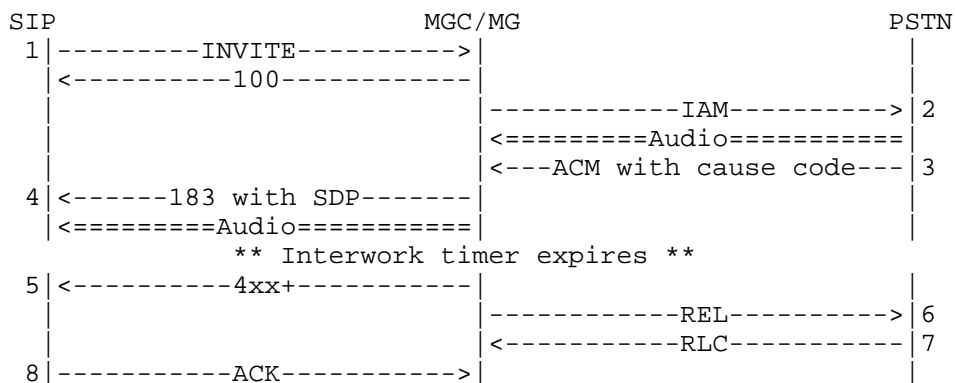 SIP                       MGC/MG                       PSTN
 1|---------INVITE---------->|                          |
  |<----------100------------|                          |
  |                          |------------IAM---------->|2
  |                          |<=========Audio===========|
  |                          |<---ACM with cause code---|3
 4|<------183 with SDP-------|                          |
  |<=========Audio===========|                          |
             ** Interwork timer expires **
 5|<----------4xx+-----------|                          |
  |                          |------------REL---------->|6
  |                          |<-----------RLC-----------|7
 8|-----------ACK----------->|                          |